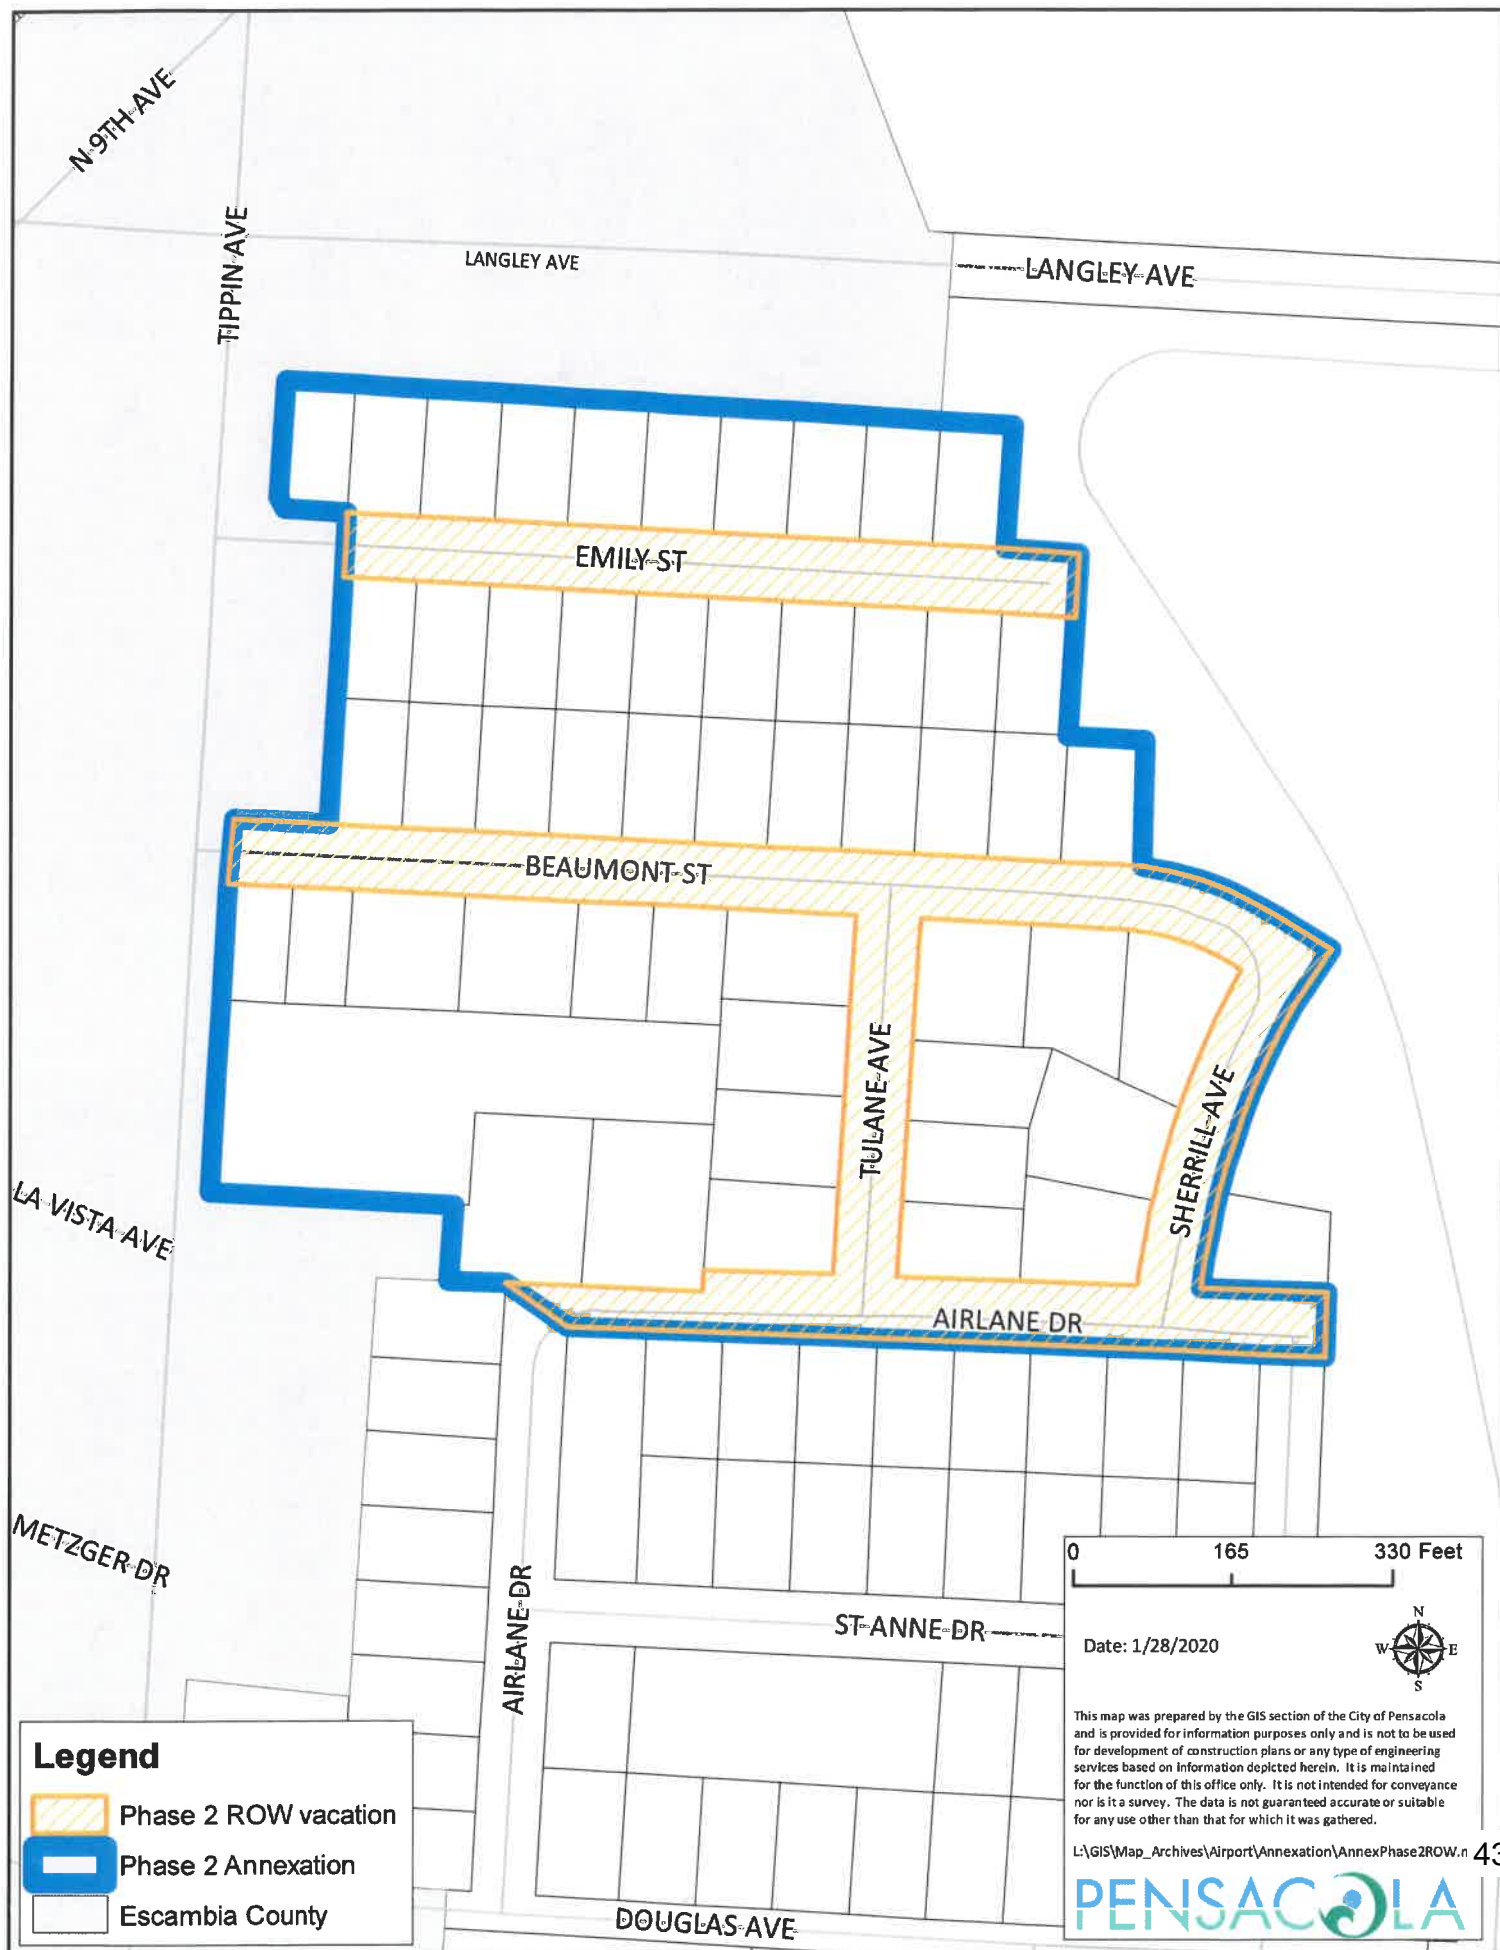 N 9TH AVE
TIPPIN AVE
LANGLEY AVE
LANGLEY AVE
EMILY ST
BEAUMONT ST
TULANE AVE
SHERRILL AVE
LA VISTA AVE
AIRLANE DR
METZGER DR
AIRLANE DR
ST ANNE DR
DOUGLAS AVE
0 165 330 Feet
N
W E
S
Date: 1/28/2020
This map was prepared by the GIS section of the City of Pensacola
and is provided for information purposes only and is not to be used
for development of construction plans or any type of engineering
services based on information depicted herein. It is maintained
for the function of this office only. It is not intended for conveyance
nor is it a survey. The data is not guaranteed accurate or suitable
for any use other than that for which it was gathered.
L:\GIS\Map_Archives\Airport\Annexation\AnnexPhase2ROW.n 43
PENSACOLA
Legend
Phase 2 ROW vacation
Phase 2 Annexation
Escambia County